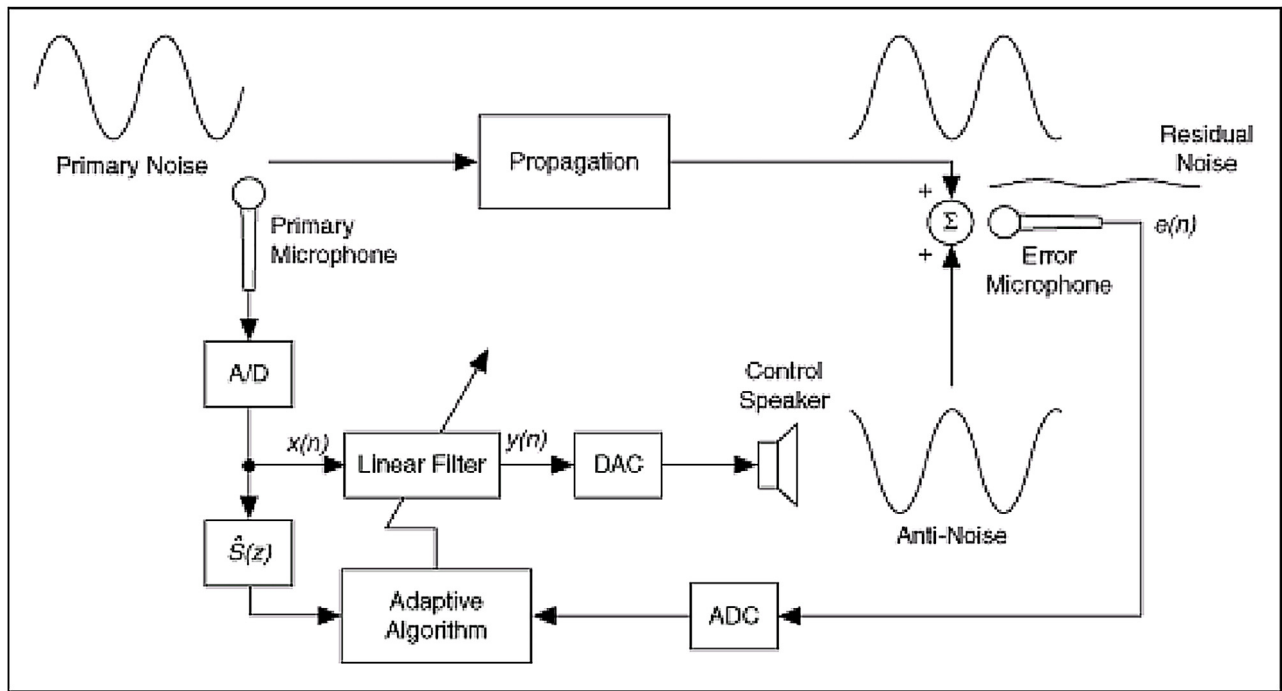 Primary Noise
Propagation
Residual
Noise
Primary
Microphone
+
Σ
+
e(n)
Error
Microphone
A/D
Control
Speaker
x(n)
Linear Filter
y(n)
DAC
Anti-Noise
Ŝ(z)
Adaptive
Algorithm
ADC